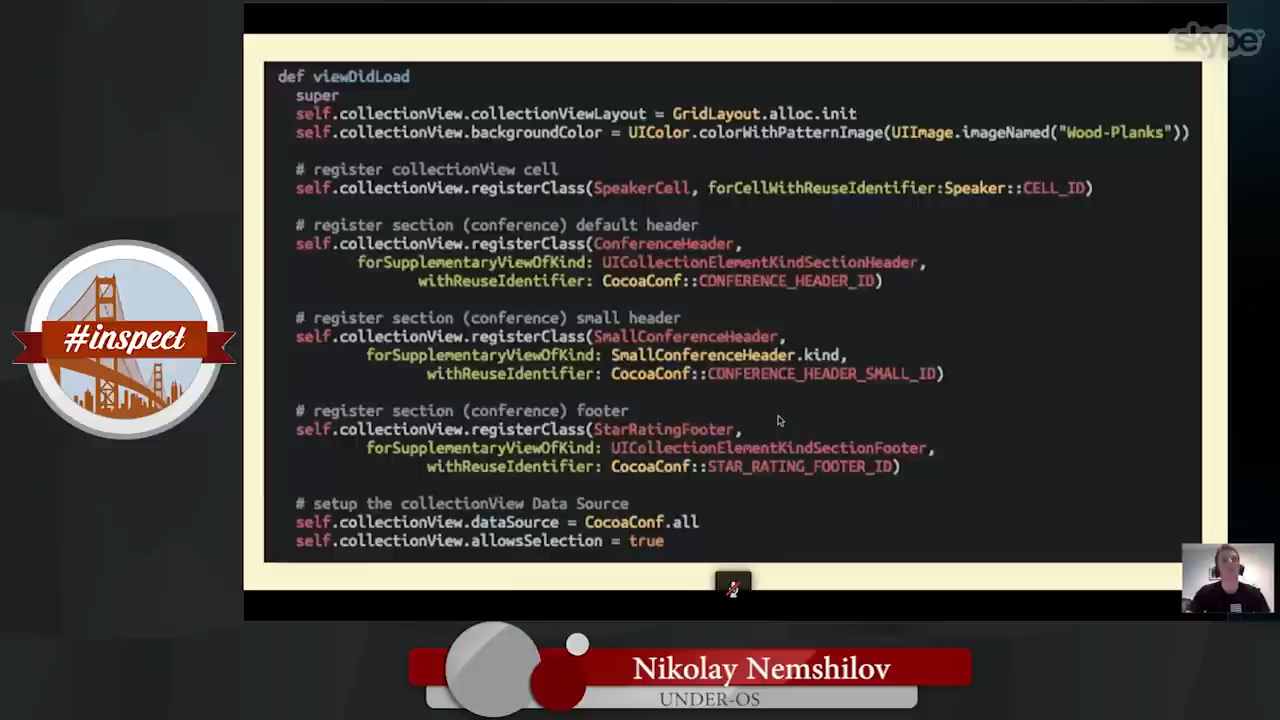 skype
def viewDidLoad
super
self.collectionView.collectionViewLayout = GridLayout.alloc.init
self.collectionView.backgroundColor = UIColor.colorWithPatternImage(UIImage.imageNamed("Wood-Planks"))
# register collectionView cell
self.collectionView.registerClass(SpeakerCell, forCellWithReuseIdentifier:Speaker::CELL_ID)
# register section (conference) default header
self.collectionView.registerClass(ConferenceHeader,
forSupplementaryViewOfKind: UICollectionElementKindSectionHeader,
withReuseIdentifier: CocoaConf::CONFERENCE_HEADER_ID)
# register section (conference) small header
self.collectionView.registerClass(SmallConferenceHeader,
forSupplementaryViewOfKind: SmallConferenceHeader.kind,
withReuseIdentifier: CocoaConf::CONFERENCE_HEADER_SMALL_ID)
# register section (conference) footer
self.collectionView.registerClass(StarRatingFooter,
forSupplementaryViewOfKind: UICollectionElementKindSectionFooter,
withReuseIdentifier: CocoaConf::STAR_RATING_FOOTER_ID)
# setup the collectionView Data Source
self.collectionView.dataSource = CocoaConf.all
self.collectionView.allowsSelection = true
#inspect
Nikolay Nemshilov
UNDER-OS